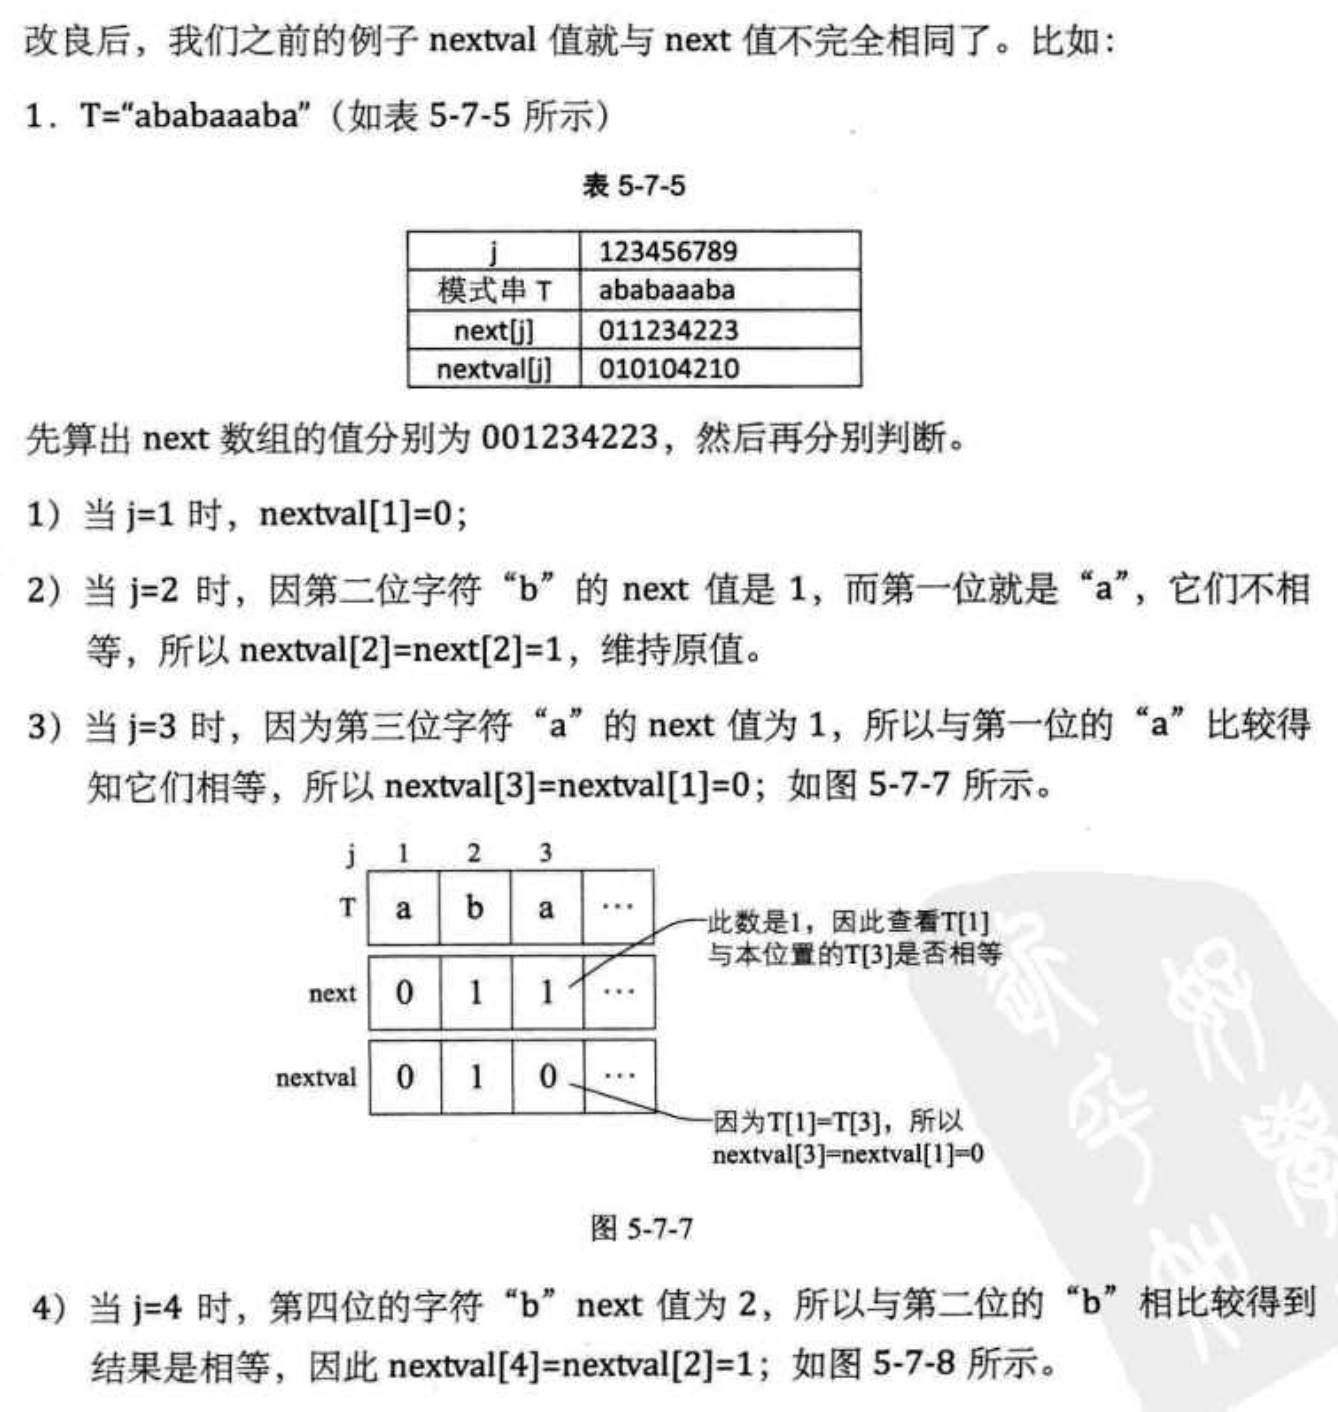 改良后，我们之前的例子 nextval 值就与 next 值不完全相同了。比如：
1．T=“ababaaaba”（如表 5-7-5 所示）
表 5-7-5
j 123456789
模式串 T ababaaaba
next[j] 011234223
nextval[j] 010104210
先算出 next 数组的值分别为 001234223，然后再分别判断。
1）当 j=1 时，nextval[1]=0；
2）当 j=2 时，因第二位字符“b”的 next 值是 1，而第一位就是“a”，它们不相
等，所以 nextval[2]=next[2]=1，维持原值。
3）当 j=3 时，因为第三位字符“a”的 next 值为 1，所以与第一位的“a”比较得
知它们相等，所以 nextval[3]=nextval[1]=0；如图 5-7-7 所示。
j 1 2 3
T a b a …
此数是1，因此查看T[1]
与本位置的T[3]是否相等
next 0 1 1 …
nextval 0 1 0 …
因为T[1]=T[3]，所以
nextval[3]=nextval[1]=0
图 5-7-7
4）当 j=4 时，第四位的字符“b”next 值为 2，所以与第二位的“b”相比较得到
结果是相等，因此 nextval[4]=nextval[2]=1；如图 5-7-8 所示。